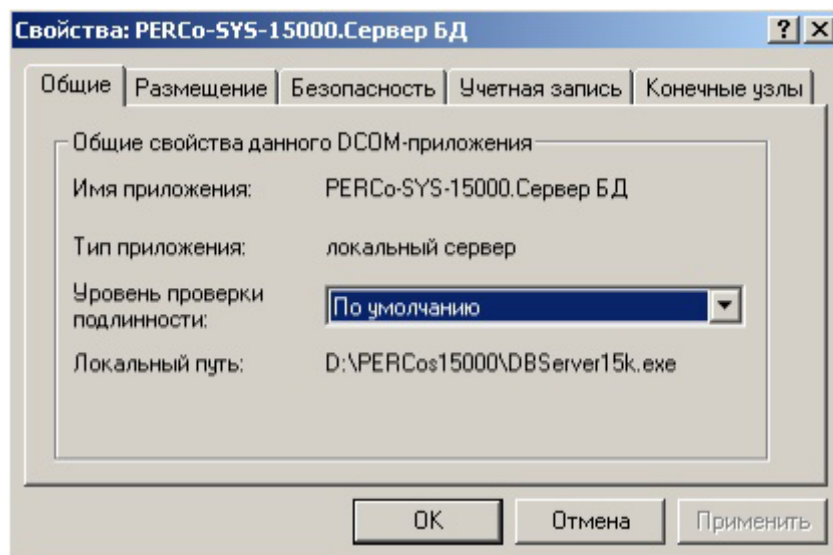 Свойства: PERCo-SYS-15000.Сервер БД
Общие Размещение Безопасность Учетная запись Конечные узлы
Общие свойства данного DCOM-приложения
Имя приложения: PERCo-SYS-15000.Сервер БД
Тип приложения: локальный сервер
Уровень проверки
подлинности: По умолчанию
Локальный путь: D:\PERCos15000\DBServer15k.exe
OK Отмена Применить